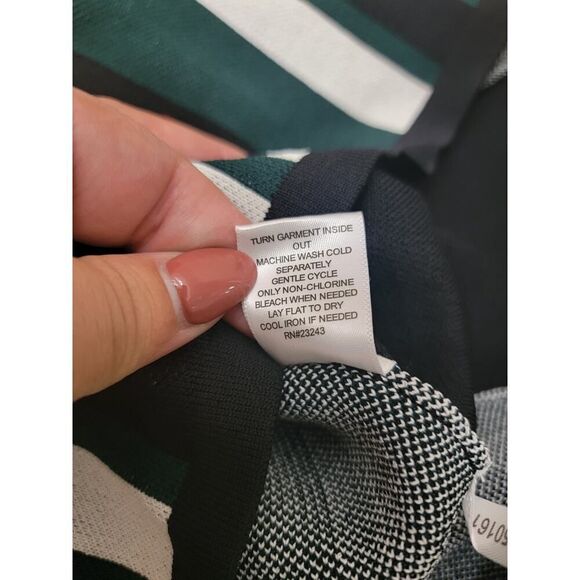 TURN GARMENT INSIDE
OUT
MACHINE WASH COLD
SEPARATELY
GENTLE CYCLE
ONLY NON-CHLORINE
BLEACH WHEN NEEDED
LAY FLAT TO DRY
COOL IRON IF NEEDED
RN#23243